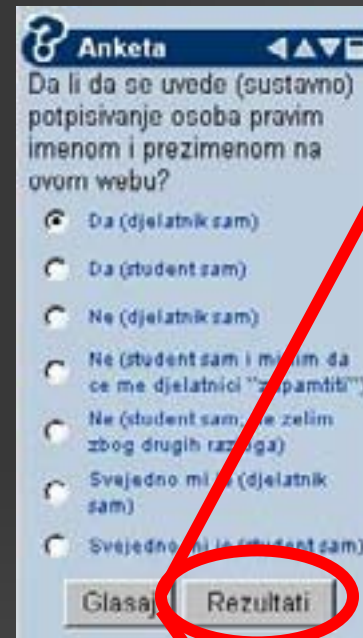 Anketa
Da li da se uvede (sustavno)
potpisivanje osoba pravim
imenom i prezimenom na
ovom webu?
Da (djelatnik sam)
Da (student sam)
Ne (djelatnik sam)
Ne (student sam i mislim da
ce me djelatnici "zapamtiti")
Ne (student sam, ne zelim
zbog drugih razloga)
Svejedno mi je (djelatnik
sam)
Svejedno mi je (student sam)
Glasaj
Rezultati